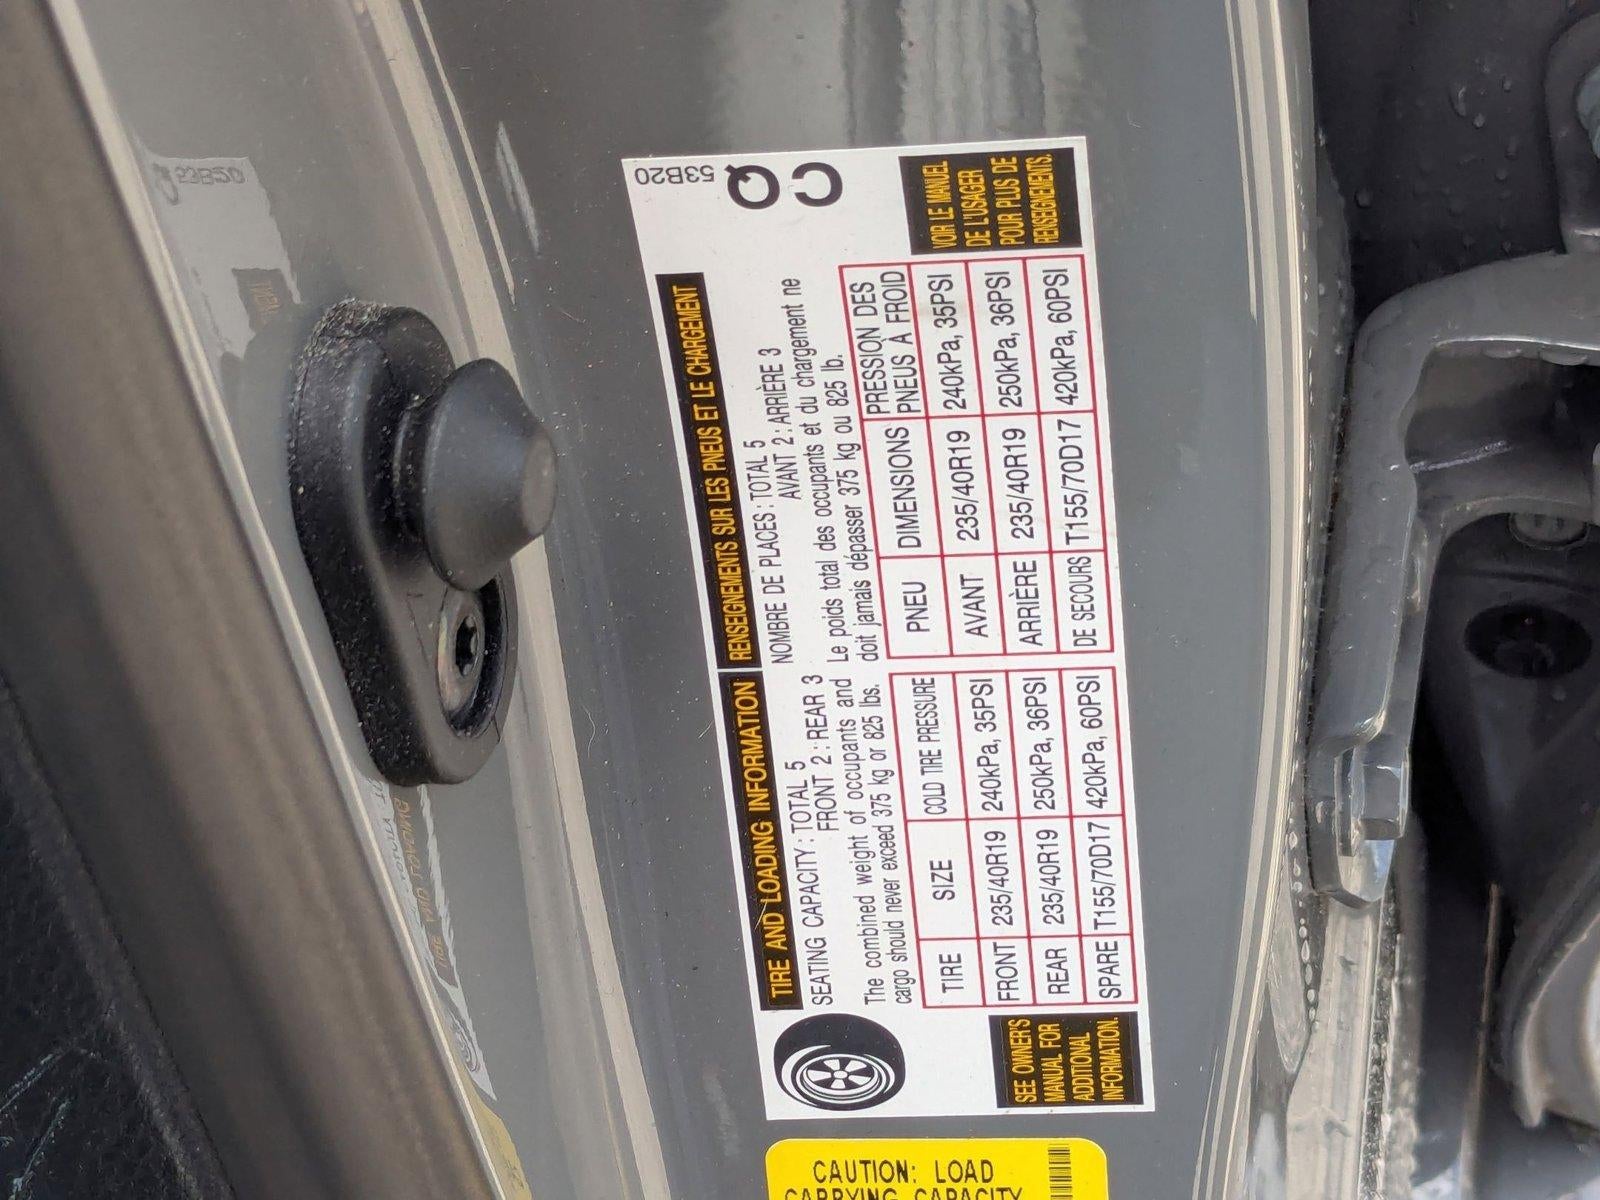 TIRE AND LOADING INFORMATION
SEATING CAPACITY : TOTAL 5
FRONT 2 : REAR 3
The combined weight of occupants and
cargo should never exceed 375 kg or 825 lbs.
TIRE SIZE COLD TIRE PRESSURE
FRONT 235/40R19 240kPa, 35PSI
REAR 235/40R19 250kPa, 36PSI
SPARE T155/70D17 420kPa, 60PSI
SEE OWNER'S
MANUAL FOR
ADDITIONAL
INFORMATION.
RENSEIGNEMENTS SUR LES PNEUS ET LE CHARGEMENT
NOMBRE DE PLACES : TOTAL 5
AVANT 2 : ARRIÈRE 3
Le poids total des occupants et du chargement ne
doit jamais dépasser 375 kg ou 825 lb.
PNEU DIMENSIONS PRESSION DES
PNEUS À FROID
AVANT 235/40R19 240kPa, 35PSI
ARRIÈRE 235/40R19 250kPa, 36PSI
DE SECOURS T155/70D17 420kPa, 60PSI
VOIR LE MANUEL
DE L'USAGER
POUR PLUS DE
RENSEIGNEMENTS.
53B20
CQ
CAUTION: LOAD
CARRYING CAPACITY